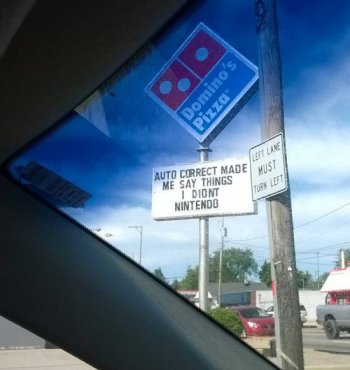 Domino's
Pizza
AUTO CORRECT MADE
ME SAY THINGS
I DIDNT
NINTENDO
LEFT LANE
MUST
TURN LEFT